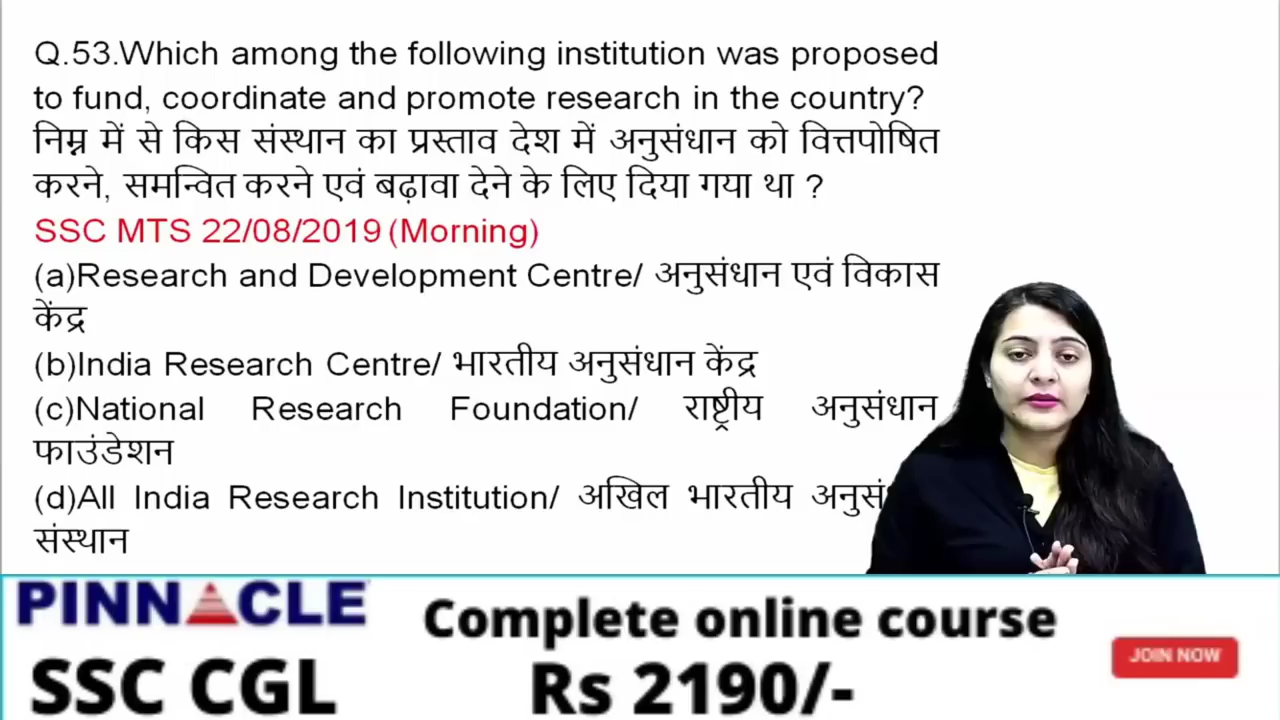 Q.53.Which among the following institution was proposed
to fund, coordinate and promote research in the country?
निम्न में से किस संस्थान का प्रस्ताव देश में अनुसंधान को वित्तपोषित
करने, समन्वित करने एवं बढ़ावा देने के लिए दिया गया था ?
SSC MTS 22/08/2019 (Morning)
(a)Research and Development Centre/ अनुसंधान एवं विकास
केंद्र
(b)India Research Centre/ भारतीय अनुसंधान केंद्र
(c)National Research Foundation/ राष्ट्रीय अनुसंधान
फाउंडेशन
(d)All India Research Institution/ अखिल भारतीय
संस्थान
PINNACLE
Complete online course
SSC CGL
Rs 2190/-
JOIN NOW